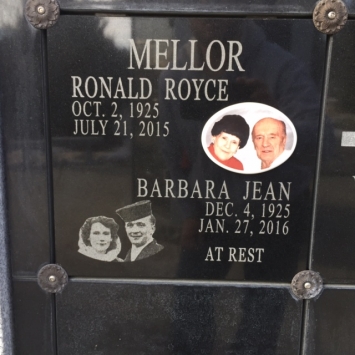 MELLOR
RONALD ROYCE
OCT. 2, 1925
JULY 21, 2015
BARBARA JEAN
DEC. 4, 1925
JAN. 27, 2016
AT REST